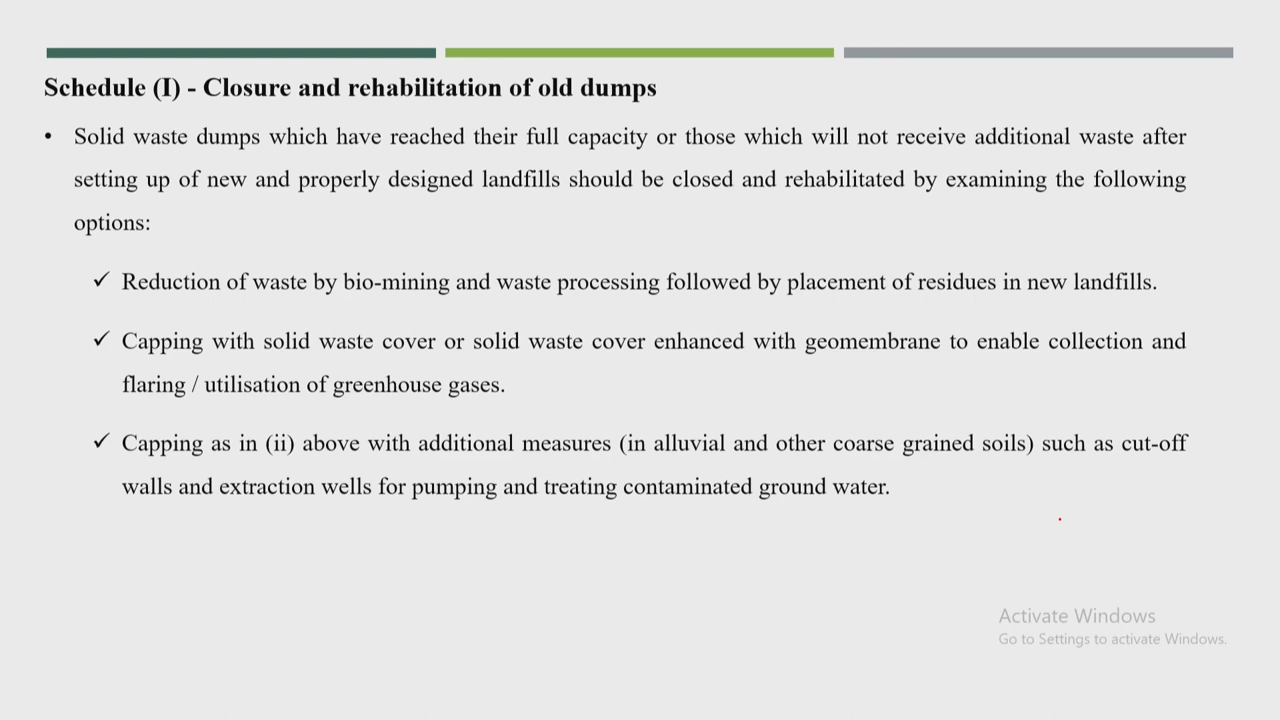 Schedule (I) - Closure and rehabilitation of old dumps
• Solid waste dumps which have reached their full capacity or those which will not receive additional waste after
setting up of new and properly designed landfills should be closed and rehabilitated by examining the following
options:
✓ Reduction of waste by bio-mining and waste processing followed by placement of residues in new landfills.
✓ Capping with solid waste cover or solid waste cover enhanced with geomembrane to enable collection and
flaring / utilisation of greenhouse gases.
✓ Capping as in (ii) above with additional measures (in alluvial and other coarse grained soils) such as cut-off
walls and extraction wells for pumping and treating contaminated ground water.
Activate Windows
Go to Settings to activate Windows.